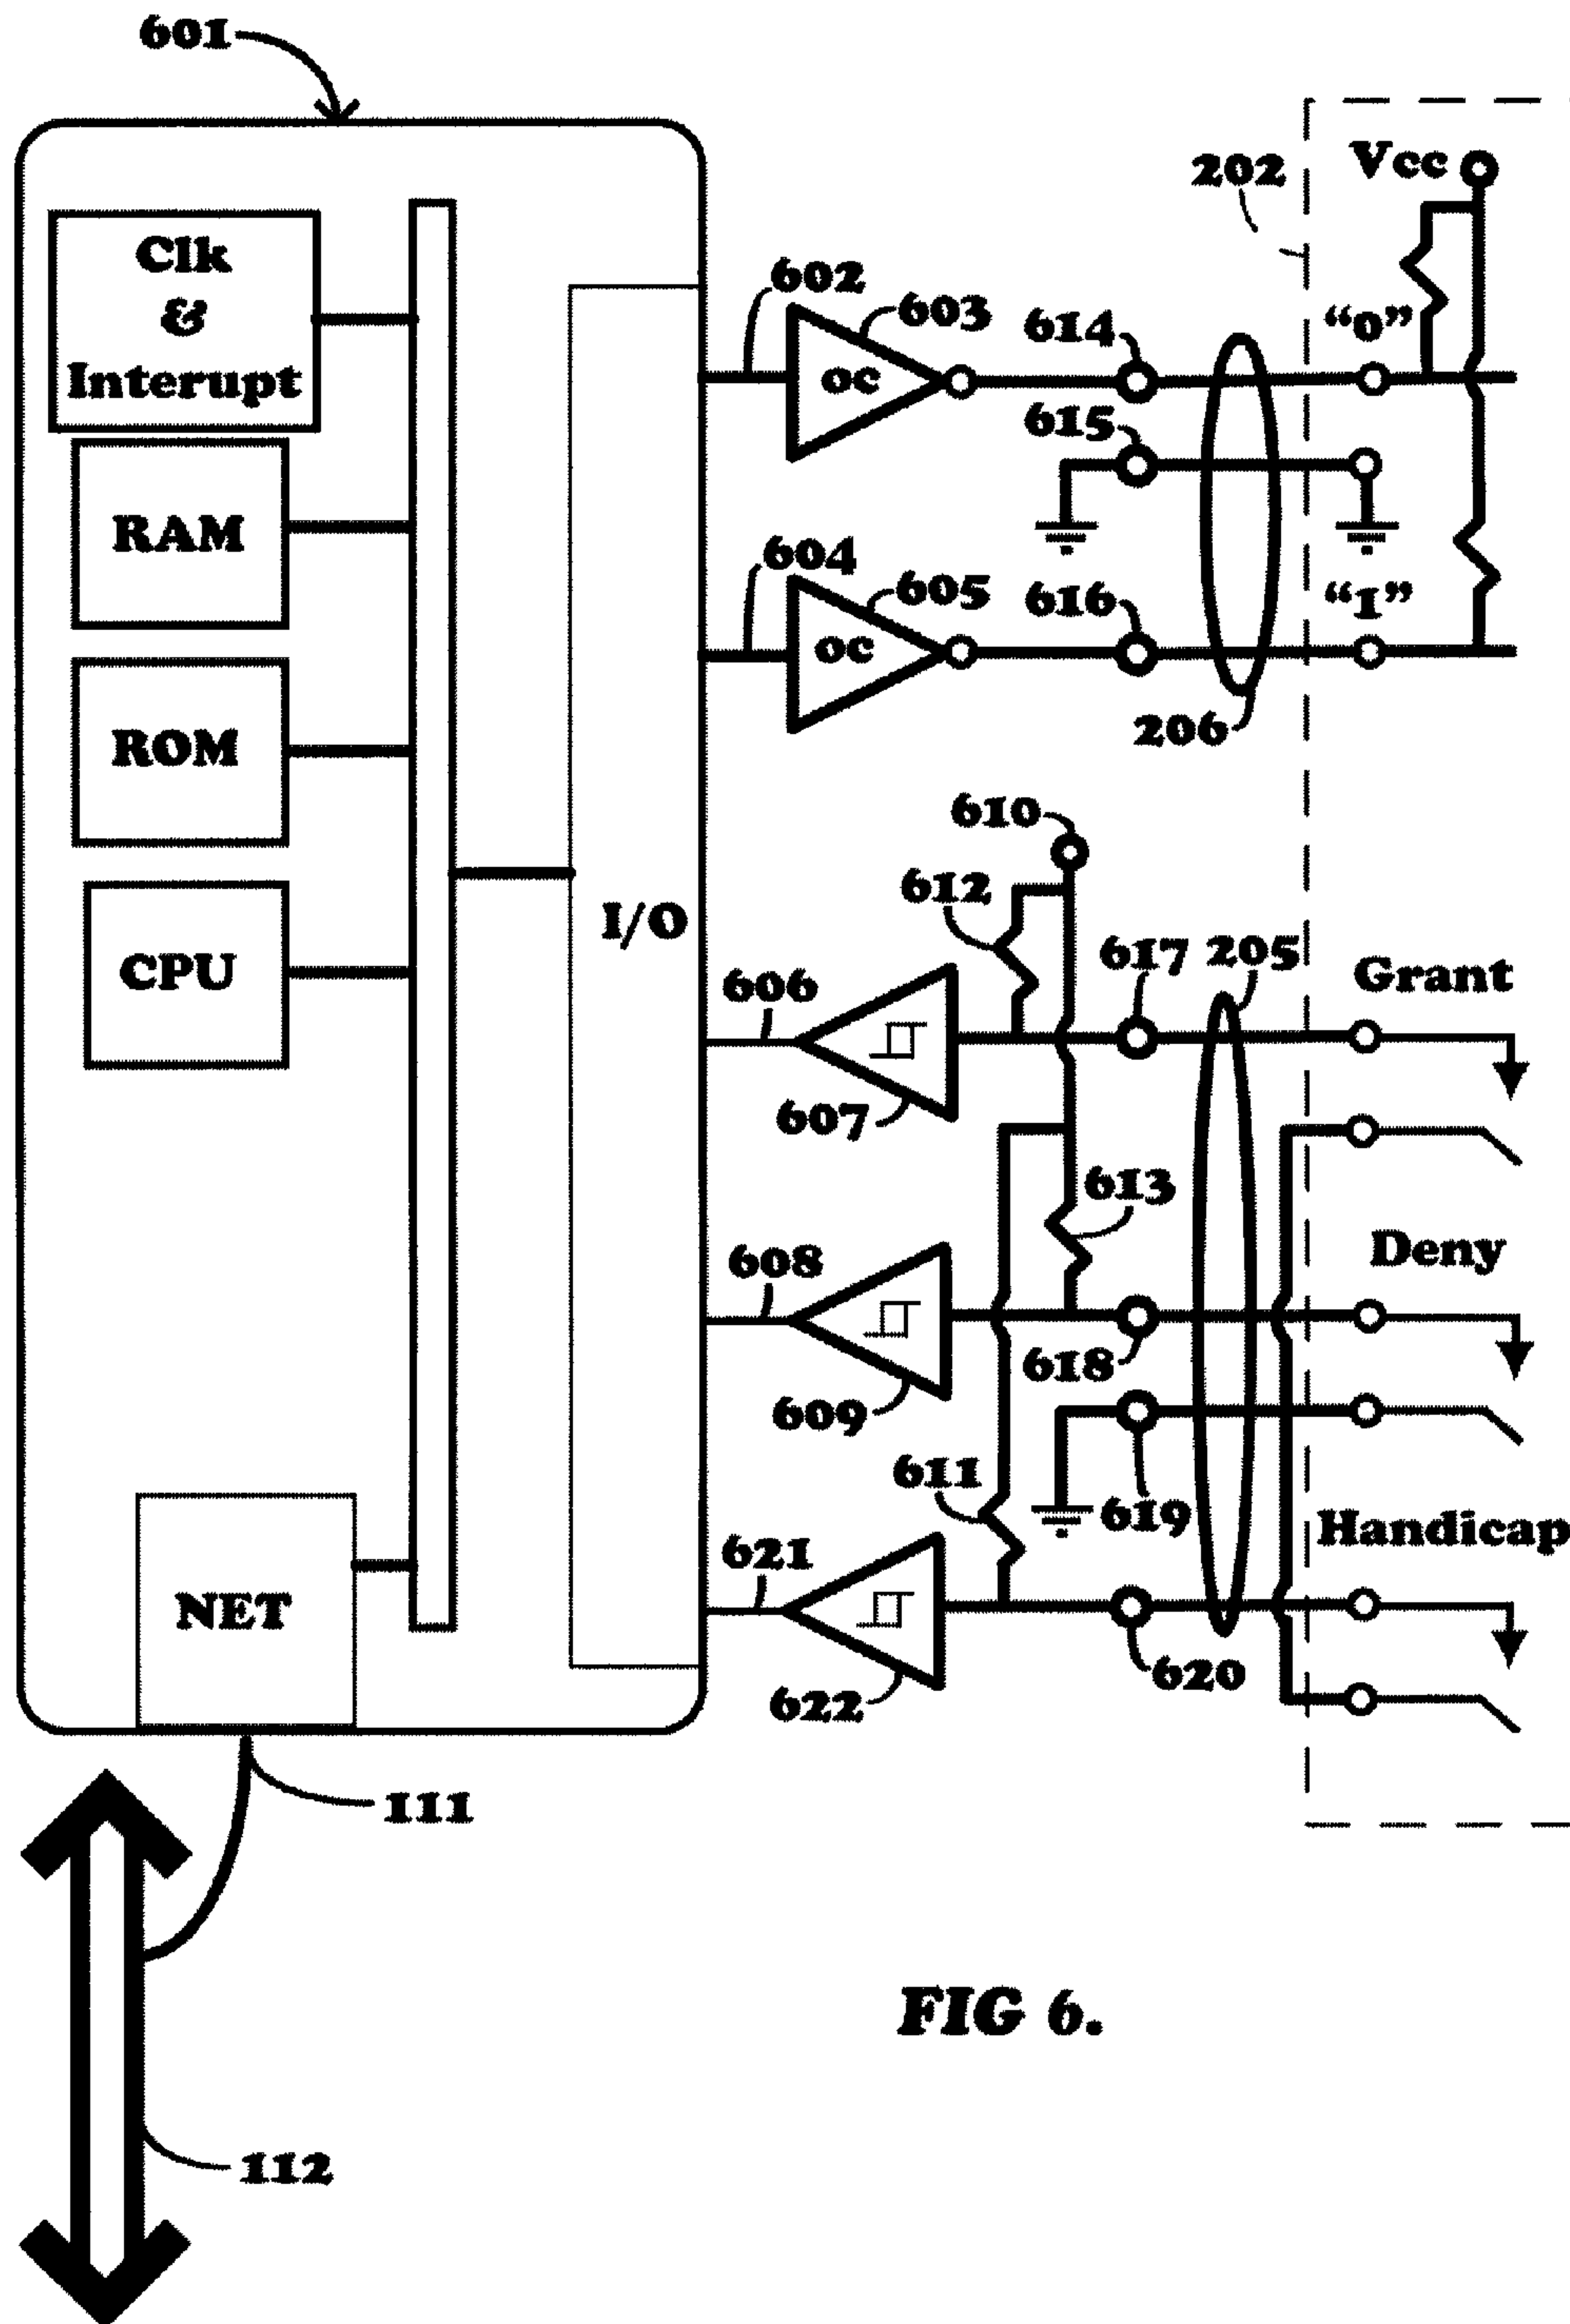 601
202
Vcc
Clk
&
Interupt
602
603
614
"0"
oc
615
RAM
604
605
616
"1"
oc
206
ROM
610
612
I/O
617
205
Grant
CPU
606
607
613
Deny
608
618
609
611
619
Handicap
621
NET
620
622
111
FIG 6.
112